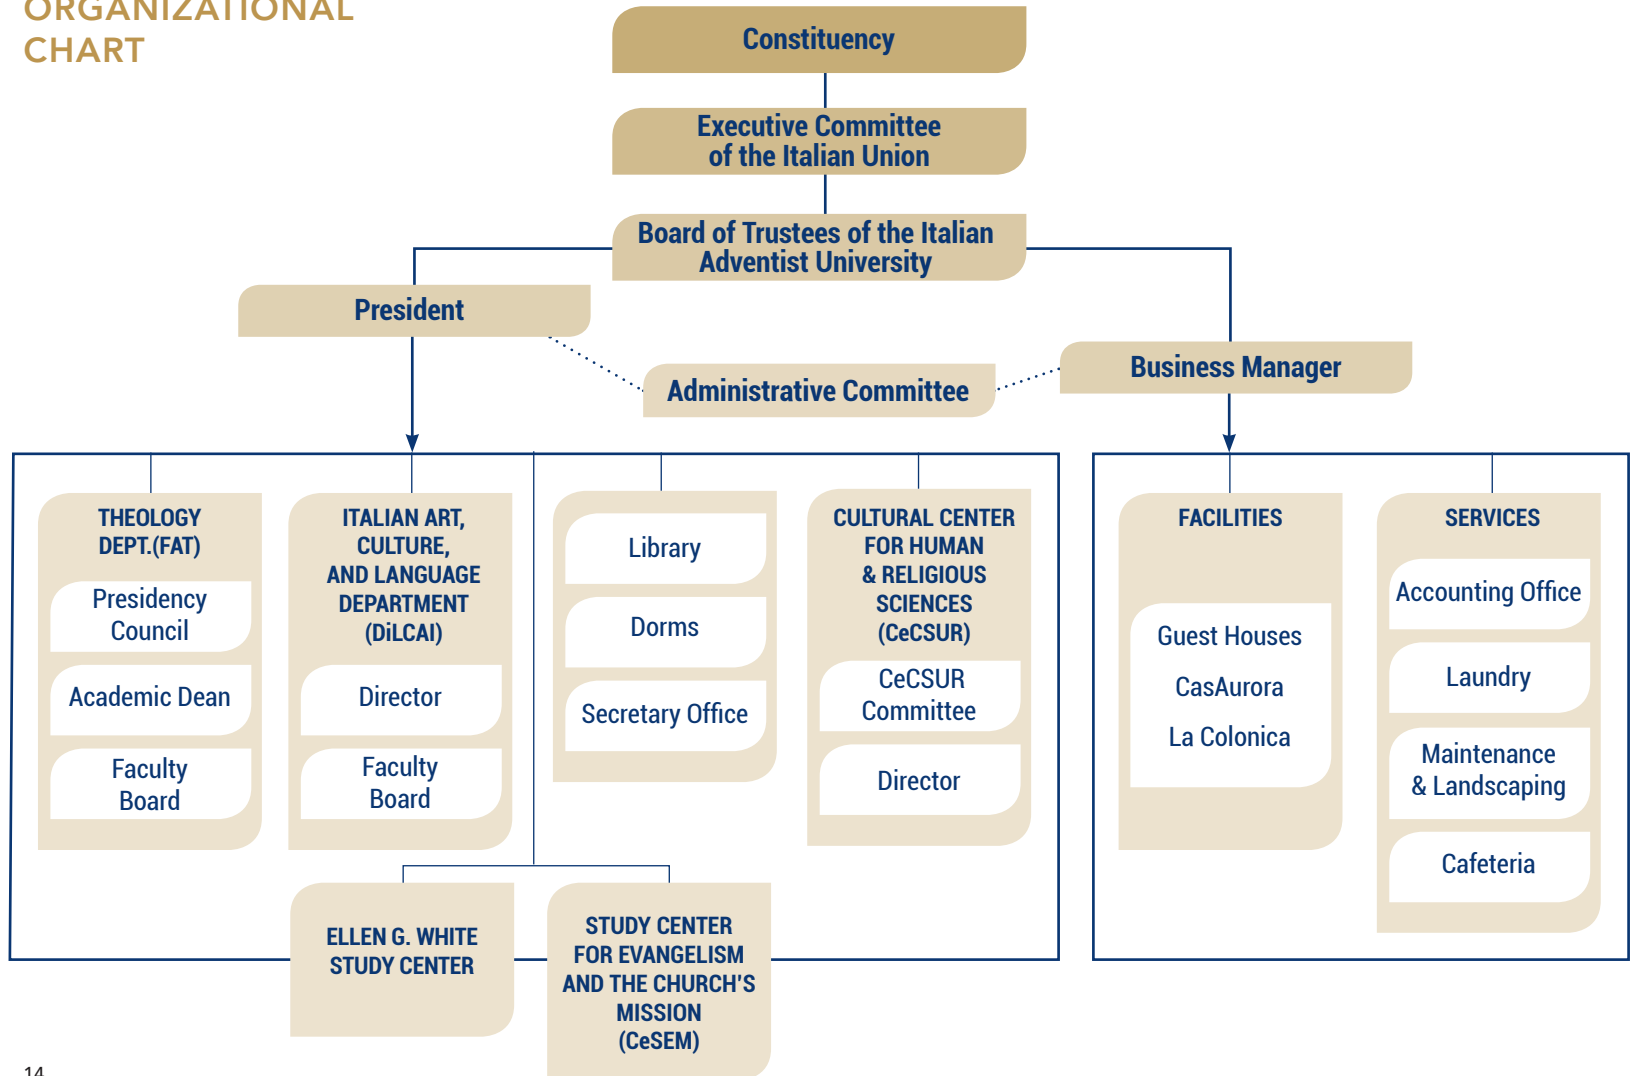 ORGANIZATIONAL
CHART
Constituency
Executive Committee
of the Italian Union
Board of Trustees of the Italian
Adventist University
President
Business Manager
Administrative Committee
THEOLOGY
DEPT.(FAT)
Presidency
Council
Academic Dean
Faculty
Board
ITALIAN ART,
CULTURE,
AND LANGUAGE
DEPARTMENT
(DiLCAI)
Director
Faculty
Board
Library
Dorms
Secretary Office
CULTURAL CENTER
FOR HUMAN
& RELIGIOUS
SCIENCES
(CeCSUR)
CeCSUR
Committee
Director
FACILITIES
Guest Houses
CasAurora
La Colonica
SERVICES
Accounting Office
Laundry
Maintenance
& Landscaping
Cafeteria
ELLEN G. WHITE
STUDY CENTER
STUDY CENTER
FOR EVANGELISM
AND THE CHURCH'S
MISSION
(CeSEM)
14